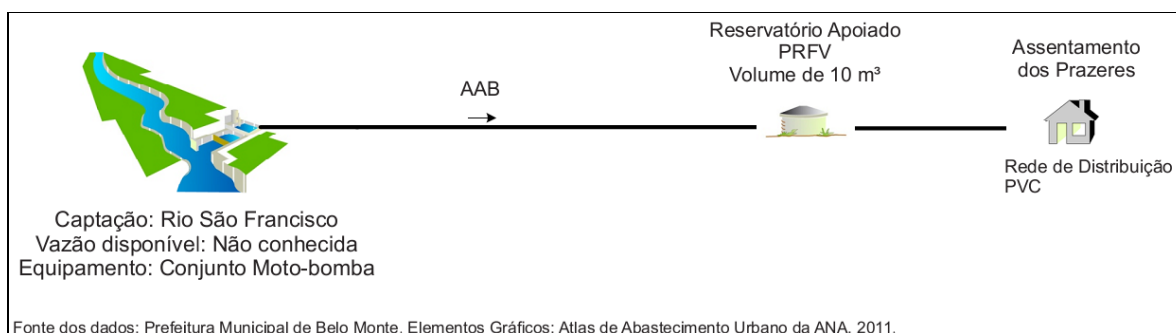 Captação: Rio São Francisco
Vazão disponível: Não conhecida
Equipamento: Conjunto Moto-bomba
AAB
Reservatório Apoiado
PRFV
Volume de 10 m³
Assentamento
dos Prazeres
Rede de Distribuição
PVC
Fonte dos dados: Prefeitura Municipal de Belo Monte. Elementos Gráficos: Atlas de Abastecimento Urbano da ANA, 2011.